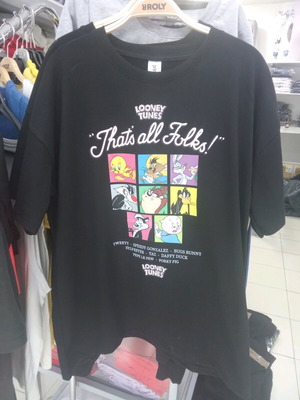 ROLY
LOONEY
TUNES
"That's all Folks!"
TWEETY - SPEEDY GONZALEZ - BUGS BUNNY
SYLVESTER - TAZ - DAFFY DUCK
PEPE LE PEW - PORKY PIG
LOONEY
TUNES